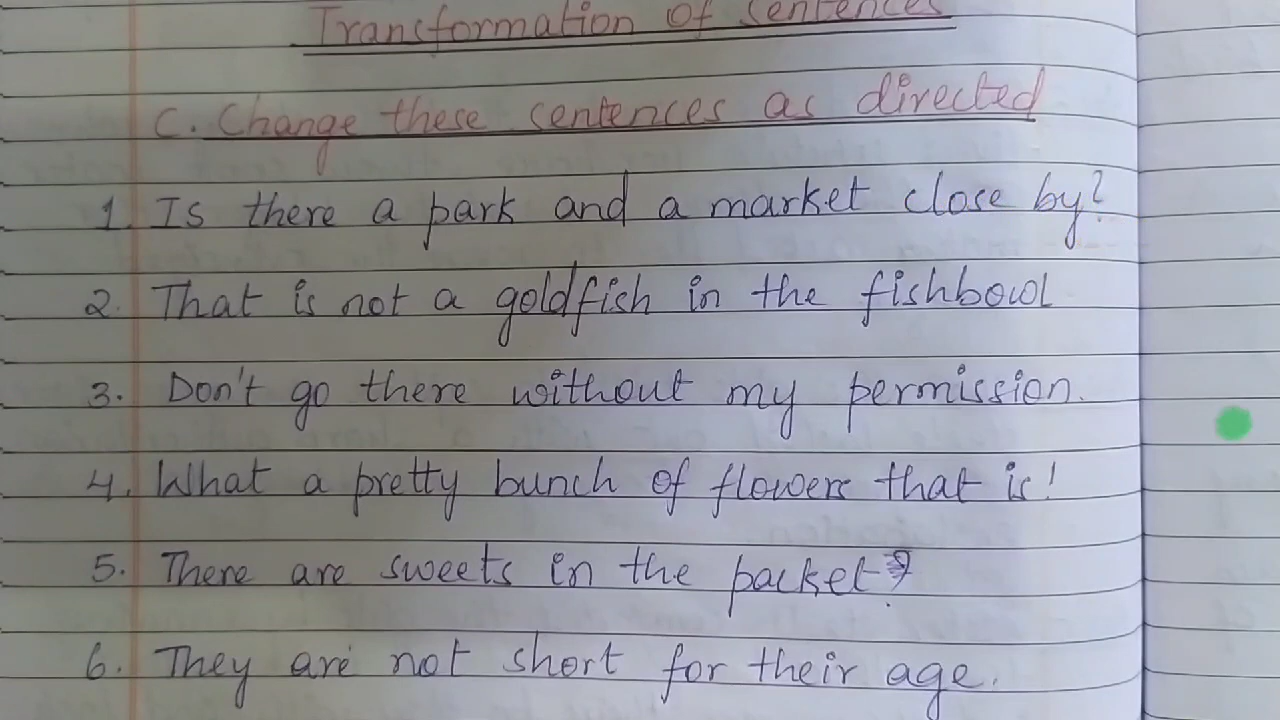 Transformation of sentences
C. Change these sentences as directed
1. Is there a park and a market close by?
2. That is not a goldfish in the fishbowl
3. Don't go there without my permission.
4. What a pretty bunch of flowers that is!
5. There are sweets in the packet?
6. They are not short for their age.